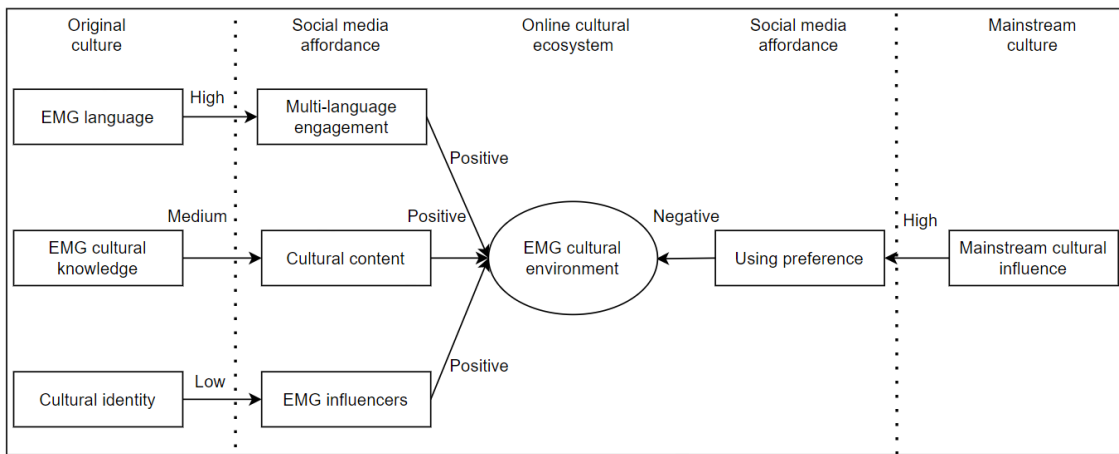 Original
culture
Social media
affordance
Online cultural
ecosystem
Social media
affordance
Mainstream
culture
EMG language
High
Multi-language
engagement
Positive
EMG cultural
knowledge
Medium
Cultural content
Positive
EMG cultural
environment
Negative
Using preference
High
Mainstream cultural
influence
Cultural identity
Low
EMG influencers
Positive